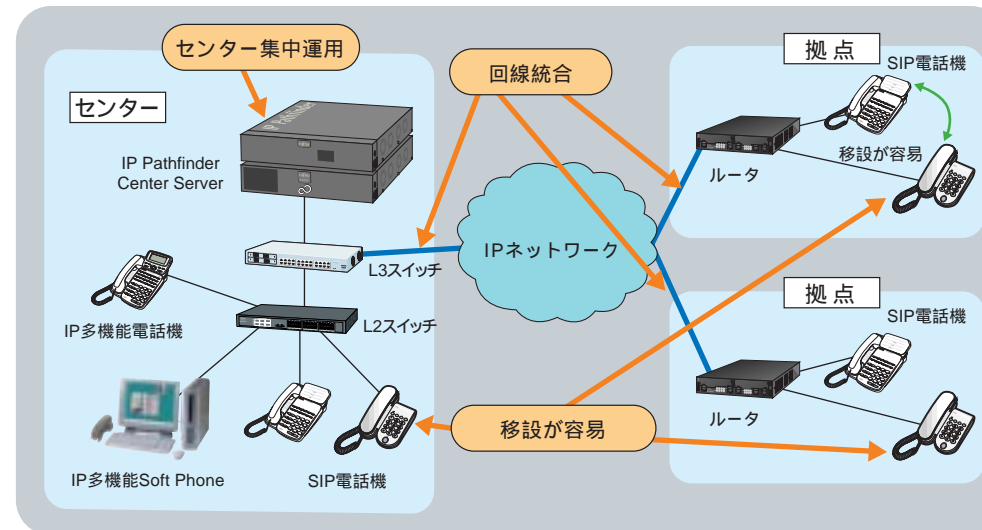 センター集中運用
回線統合
拠 点
SIP電話機
センター
IP Pathfinder
IP Pathfinder
Center Server
移設が容易
ルータ
IPネットワーク
L3スイッチ
拠 点
SIP電話機
L2スイッチ
IP多機能電話機
ルータ
移設が容易
IP多機能Soft Phone
SIP電話機